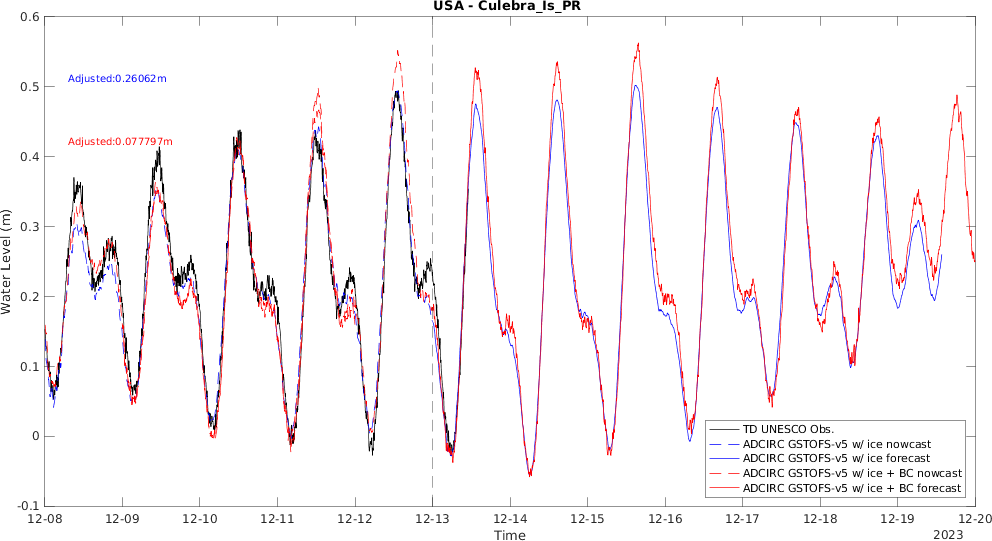 USA - Culebra_Is_PR
0.6
0.5
0.4
0.3
0.2
0.1
0
-0.1
Water Level (m)
Adjusted:0.26062m
Adjusted:0.077797m
TD UNESCO Obs.
ADCIRC GSTOFS-v5 w/ ice nowcast
ADCIRC GSTOFS-v5 w/ ice forecast
ADCIRC GSTOFS-v5 w/ ice + BC nowcast
ADCIRC GSTOFS-v5 w/ ice + BC forecast
12-08 12-09 12-10 12-11 12-12 12-13 12-14 12-15 12-16 12-17 12-18 12-19 12-20
Time
2023